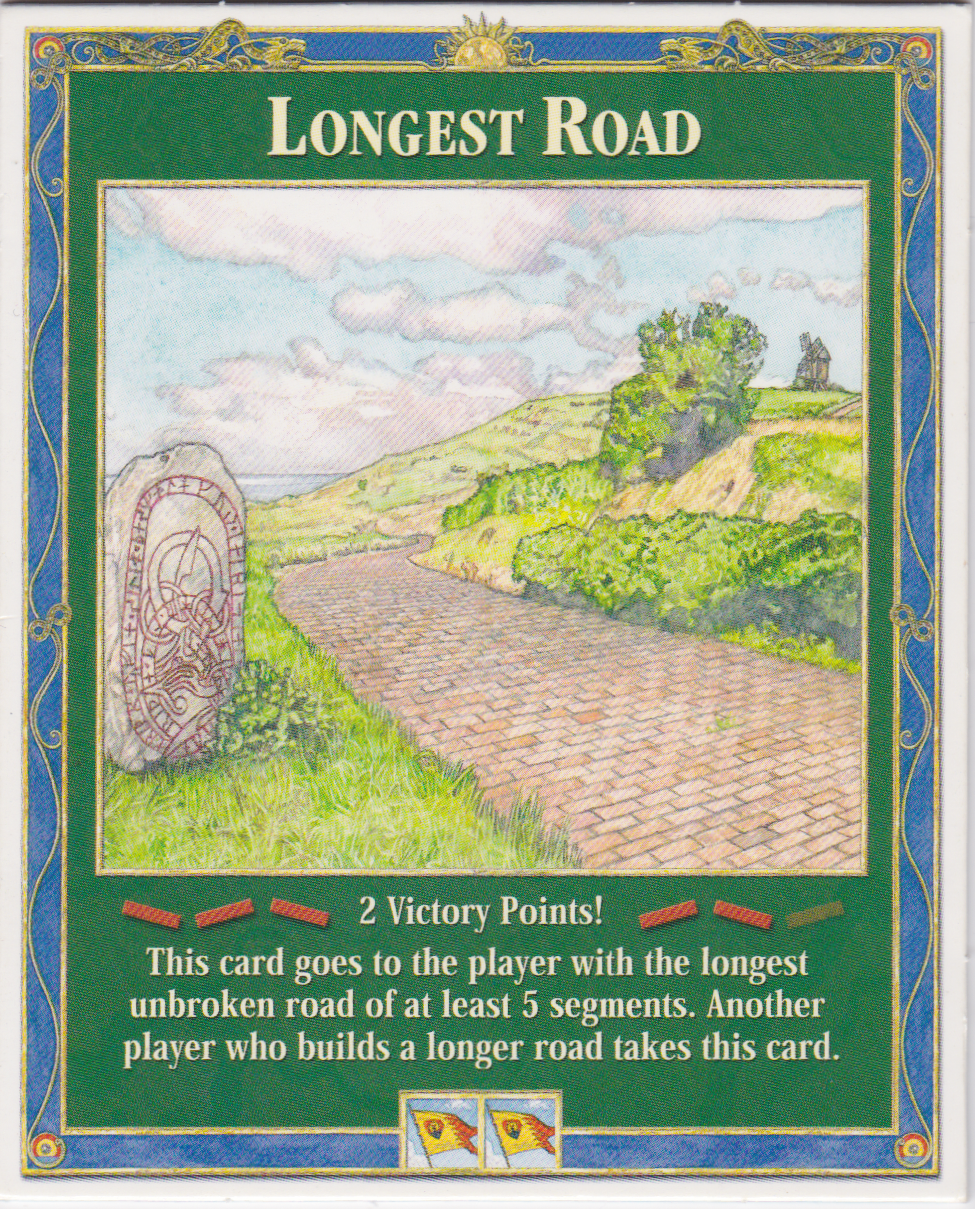 LONGEST ROAD
2 Victory Points!
This card goes to the player with the longest
unbroken road of at least 5 segments. Another
player who builds a longer road takes this card.